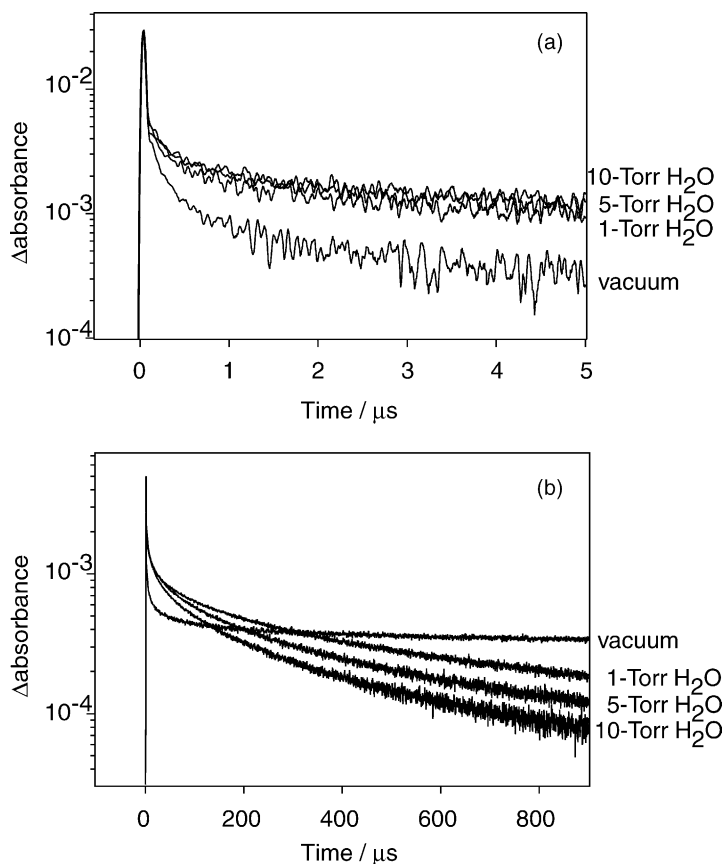 (a)
10-2
10-3
10-4
Δabsorbance
10-Torr H2O
5-Torr H2O
1-Torr H2O
vacuum
0 1 2 3 4 5
Time / μs
(b)
10-3
10-4
Δabsorbance
vacuum
1-Torr H2O
5-Torr H2O
10-Torr H2O
0 200 400 600 800
Time / μs